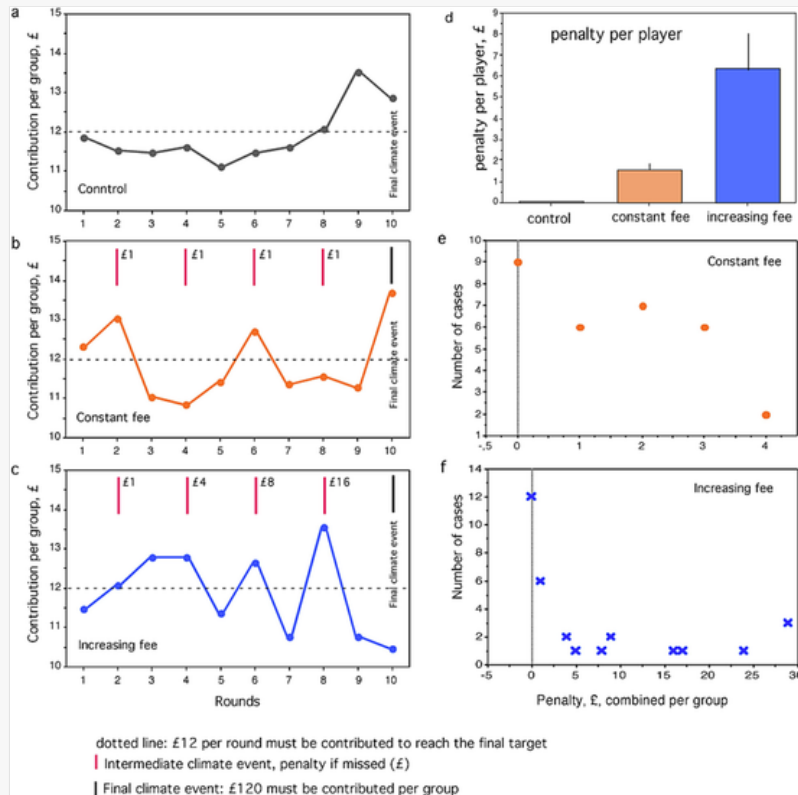 a
Contribution per group, £
15
14
13
12
11
10
Conntrol
Final climate event
1 2 3 4 5 6 7 8 9 10
b
Contribution per group, £
15
14
13
12
11
10
£1 £1 £1 £1
Constant fee
Final climate event
1 2 3 4 5 6 7 8 9 10
c
Contribution per group, £
15
14
13
12
11
10
£1 £4 £8 £16
Increasing fee
Final climate event
1 2 3 4 5 6 7 8 9 10
Rounds
d
penalty per player
penalty per player, £
9
8
7
6
5
4
3
2
1
0
control constant fee increasing fee
e
Constant fee
Number of cases
10
9
8
7
6
5
4
3
2
1
-,5 0 1 2 3 4
f
Increasing fee
Number of cases
14
12
10
8
6
4
2
0
-5 0 5 10 15 20 25 30
Penalty, £, combined per group
dotted line: £12 per round must be contributed to reach the final target
Intermediate climate event, penalty if missed (£)
Final climate event: £120 must be contributed per group